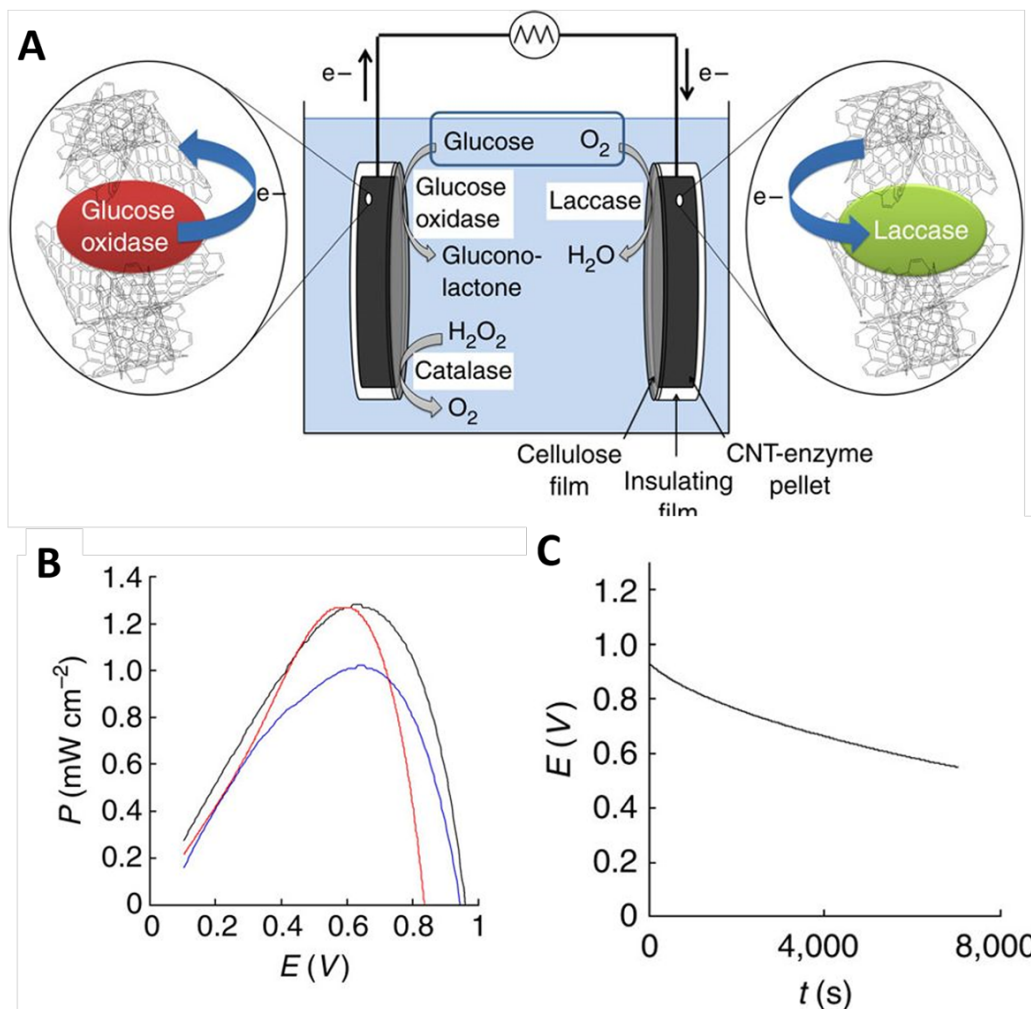 A
e–
e–
Glucose
O₂
Glucose
oxidase
Laccase
Glucono-
lactone
H₂O
H₂O₂
Catalase
O₂
e–
Glucose
oxidase
e–
Laccase
Cellulose
film
Insulating
film
CNT-enzyme
pellet
B
1.4
1.2
1.0
0.8
0.6
0.4
0.2
0
P (mW cm⁻²)
0
0.2
0.4
0.6
0.8
1
E (V)
C
1.2
1.0
0.8
0.6
0.4
0.2
0
E (V)
0
4,000
8,000
t (s)